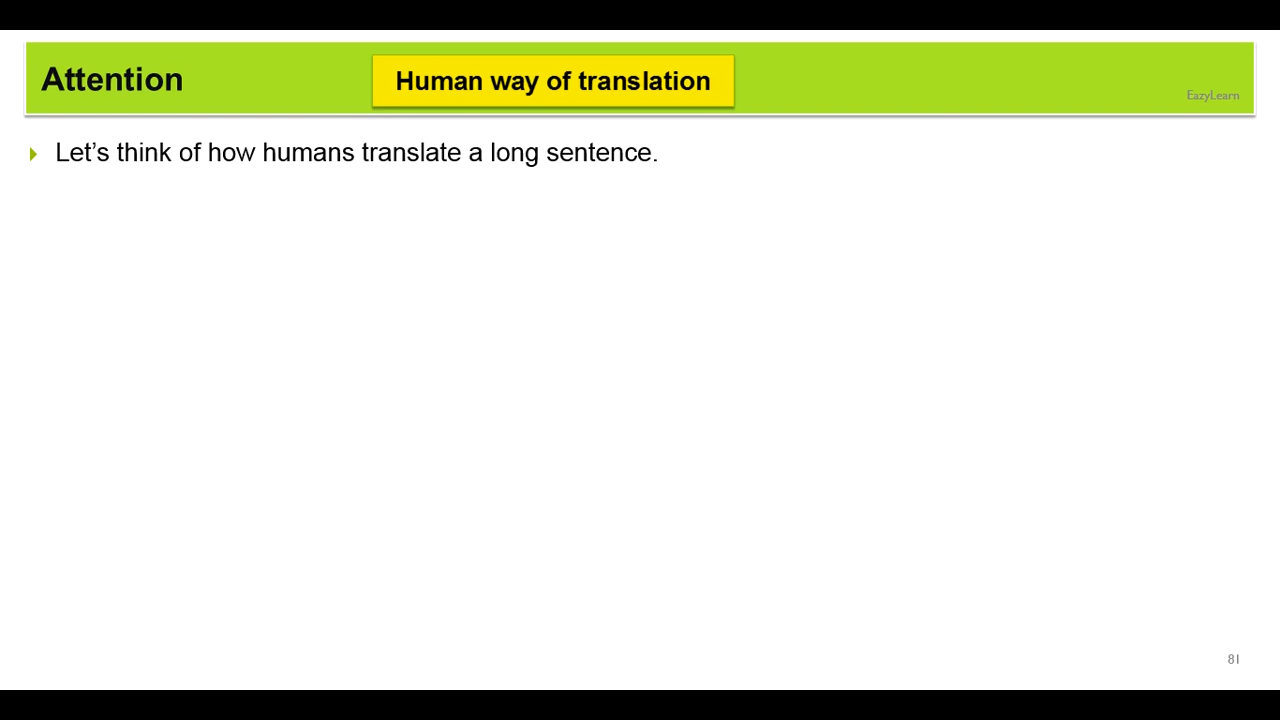 Attention
Human way of translation
EazyLearn
Let’s think of how humans translate a long sentence.
81